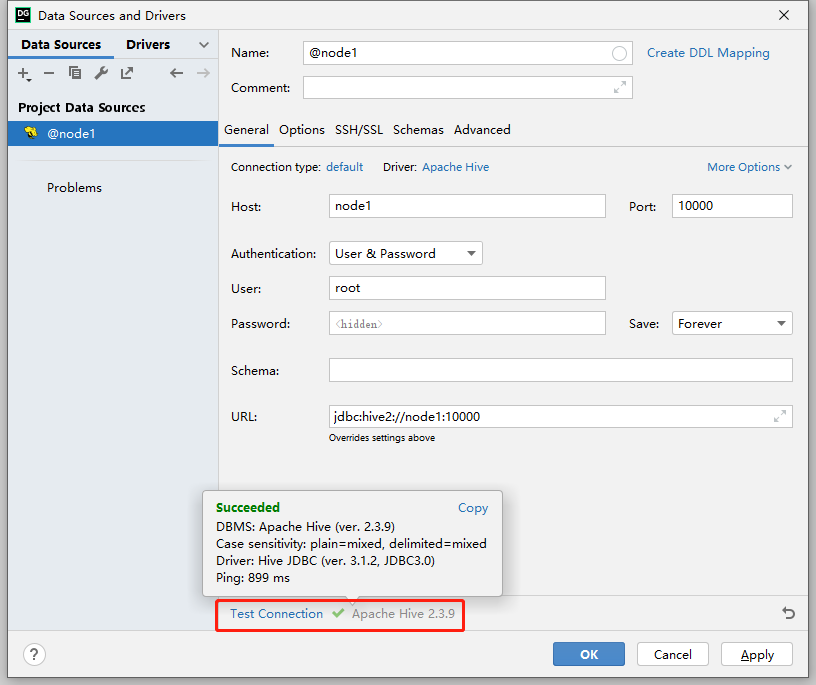 DG Data Sources and Drivers
Data Sources Drivers
Project Data Sources
@node1
Problems
Name: @node1 Create DDL Mapping
Comment:
General Options SSH/SSL Schemas Advanced
Connection type: default Driver: Apache Hive More Options
Host: node1 Port: 10000
Authentication: User & Password
User: root
Password: <hidden> Save: Forever
Schema:
URL: jdbc:hive2://node1:10000
Overrides settings above
Succeeded Copy
DBMS: Apache Hive (ver. 2.3.9)
Case sensitivity: plain=mixed, delimited=mixed
Driver: Hive JDBC (ver. 3.1.2, JDBC3.0)
Ping: 899 ms
Test Connection Apache Hive 2.3.9
? OK Cancel Apply